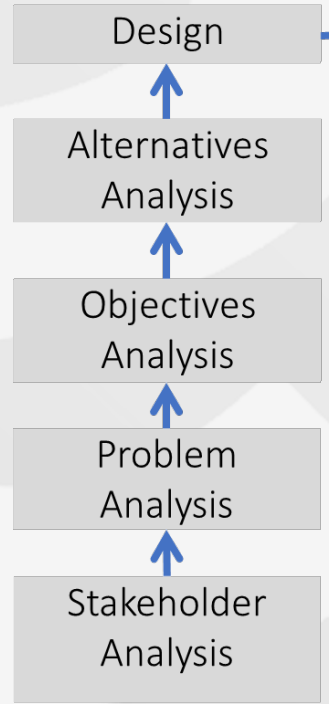 Design
Alternatives
Analysis
Objectives
Analysis
Problem
Analysis
Stakeholder
Analysis